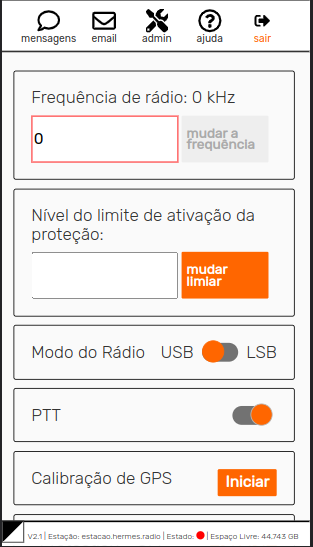 mensagens email admin ajuda sair
Frequência de rádio: 0 kHz
0
mudar a
frequência
Nível do limite de ativação da
proteção:
mudar
limiar
Modo do Rádio USB LSB
PTT
Calibração de GPS Iniciar
V2.1 | Estação: estacao.hermes.radio | Estado: | Espaço Livre: 44.743 GB